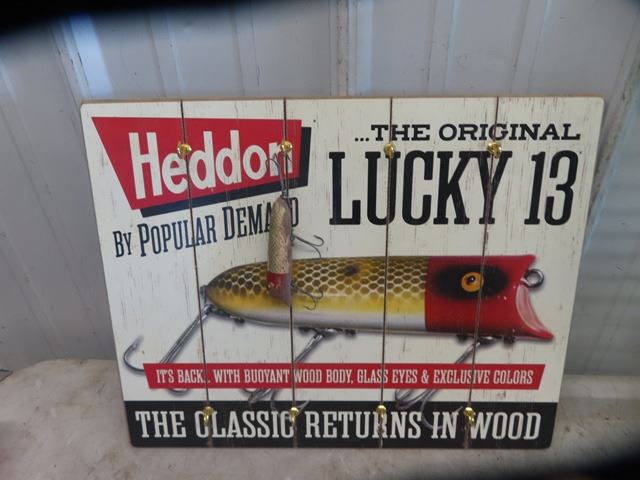 Heddon
BY POPULAR DEMAND
...THE ORIGINAL
LUCKY 13
IT'S BACK... WITH BUOYANT WOOD BODY, GLASS EYES & EXCLUSIVE COLORS
THE CLASSIC RETURNS IN WOOD